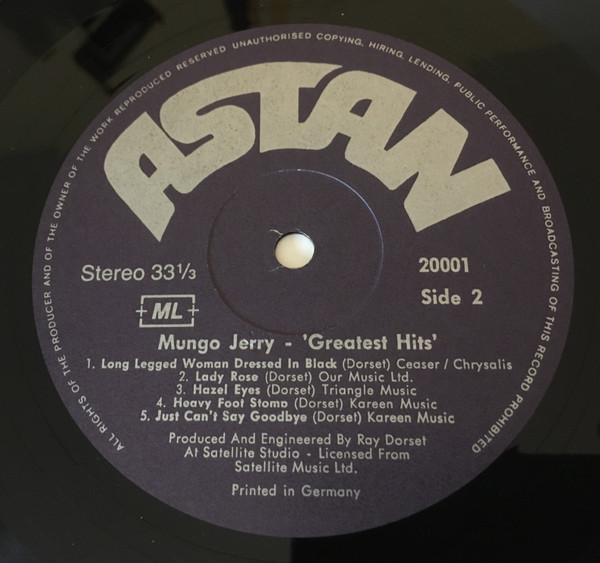 ALL RIGHTS OF THE PRODUCER AND OF THE OWNER OF THE WORK REPRODUCED RESERVED UNAUTHORISED COPYING, HIRING, LENDING, PUBLIC PERFORMANCE AND BROADCASTING OF THIS RECORD PROHIBITED
ASTAN
Stereo 33⅓
20001
ML
Side 2
Mungo Jerry - 'Greatest Hits'
1. Long Legged Woman Dressed In Black (Dorset) Ceaser / Chrysalis
2. Lady Rose (Dorset) Our Music Ltd.
3. Hazel Eyes (Dorset) Triangle Music
4. Heavy Foot Stomp (Dorset) Kareen Music
5. Just Can't Say Goodbye (Dorset) Kareen Music
Produced And Engineered By Ray Dorset
At Satellite Studio - Licensed From
Satellite Music Ltd.
Printed in Germany